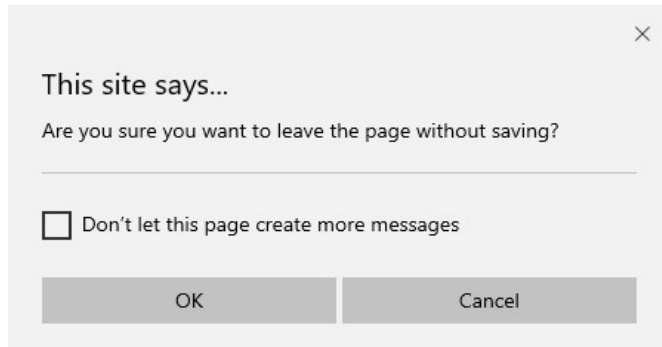 This site says...
Are you sure you want to leave the page without saving?
Don't let this page create more messages
OK
Cancel